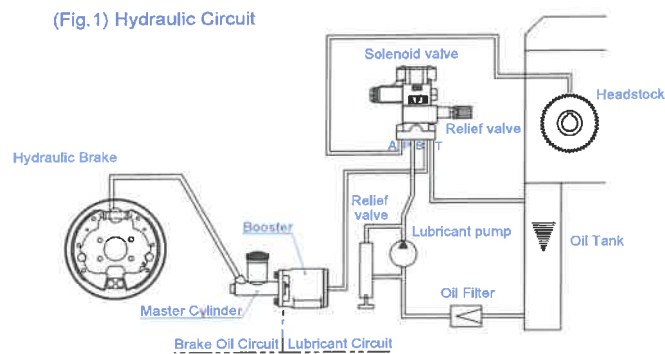 (Fig.1) Hydraulic Circuit
Solenoid valve
Headstock
Relief valve
A P B T
Hydraulic Brake
Relief
valve
Booster
Lubricant pump
Oil Tank
Oil Filter
Master Cylinder
Brake Oil Circuit
Lubricant Circuit